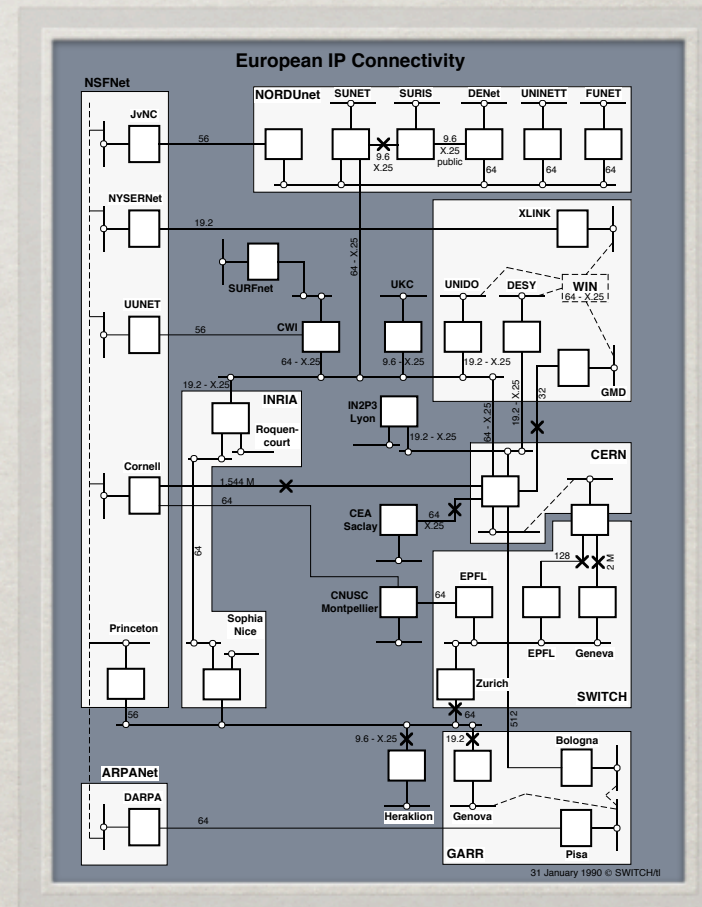 European IP Connectivity
NSFNet
NORDUnet
SUNET
SURIS
DENet
UNINETT
FUNET
JvNC
56
9.6
X.25
9.6
X.25
public
64
64
64
NYSERNet
19.2
XLINK
64 - X.25
SURFnet
UKC
UNIDO
DESY
WIN
64 - X.25
UUNET
56
CWI
64 - X.25
9.6 - X.25
19.2 - X.25
19.2 - X.25
INRIA
Roquen-
court
IN2P3
Lyon
19.2 - X.25
64 - X.25
19.2 - X.25
32
GMD
CERN
Cornell
1.544 M
64
CEA
Saclay
64
X.25
64
128
2 M
CNUSC
Montpellier
64
EPFL
EPFL
Geneva
Princeton
Sophia
Nice
Zurich
SWITCH
56
64
512
9.6 - X.25
19.2
Bologna
ARPANet
DARPA
64
Heraklion
Genova
GARR
Pisa
31 January 1990 © SWITCH/tl